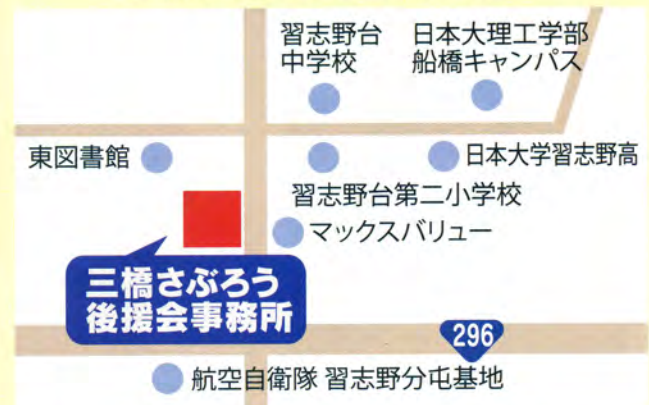 習志野台
中学校
日本大理工学部
船橋キャンパス
東図書館
日本大学習志野高
習志野台第二小学校
マックスバリュー
三橋さぶろう
後援会事務所
296
航空自衛隊 習志野分屯基地